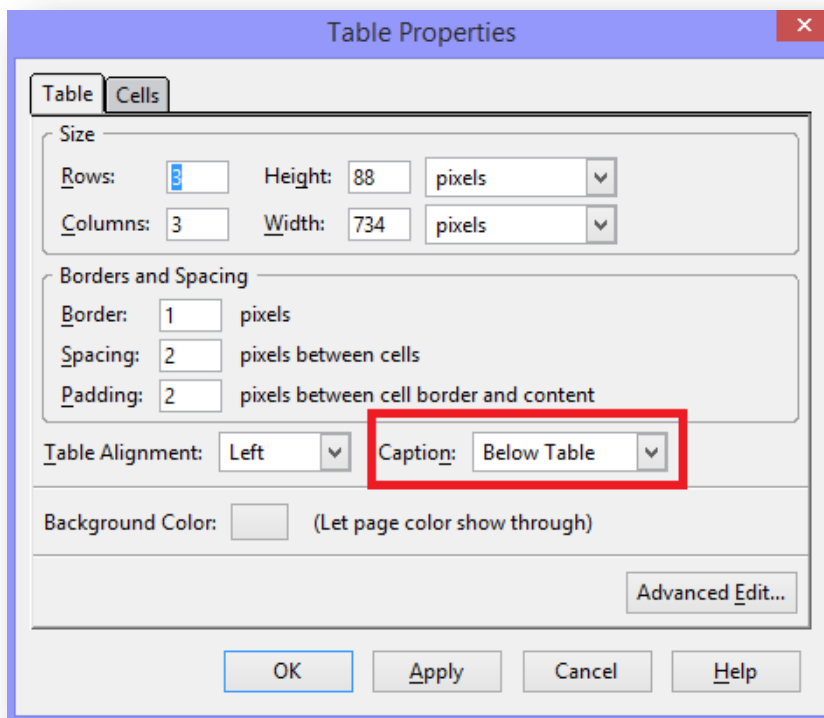 Table Properties
Table Cells
Size
Rows: 3 Height: 88 pixels
Columns: 3 Width: 734 pixels
Borders and Spacing
Border: 1 pixels
Spacing: 2 pixels between cells
Padding: 2 pixels between cell border and content
Table Alignment: Left Caption: Below Table
Background Color: (Let page color show through)
Advanced Edit...
OK Apply Cancel Help